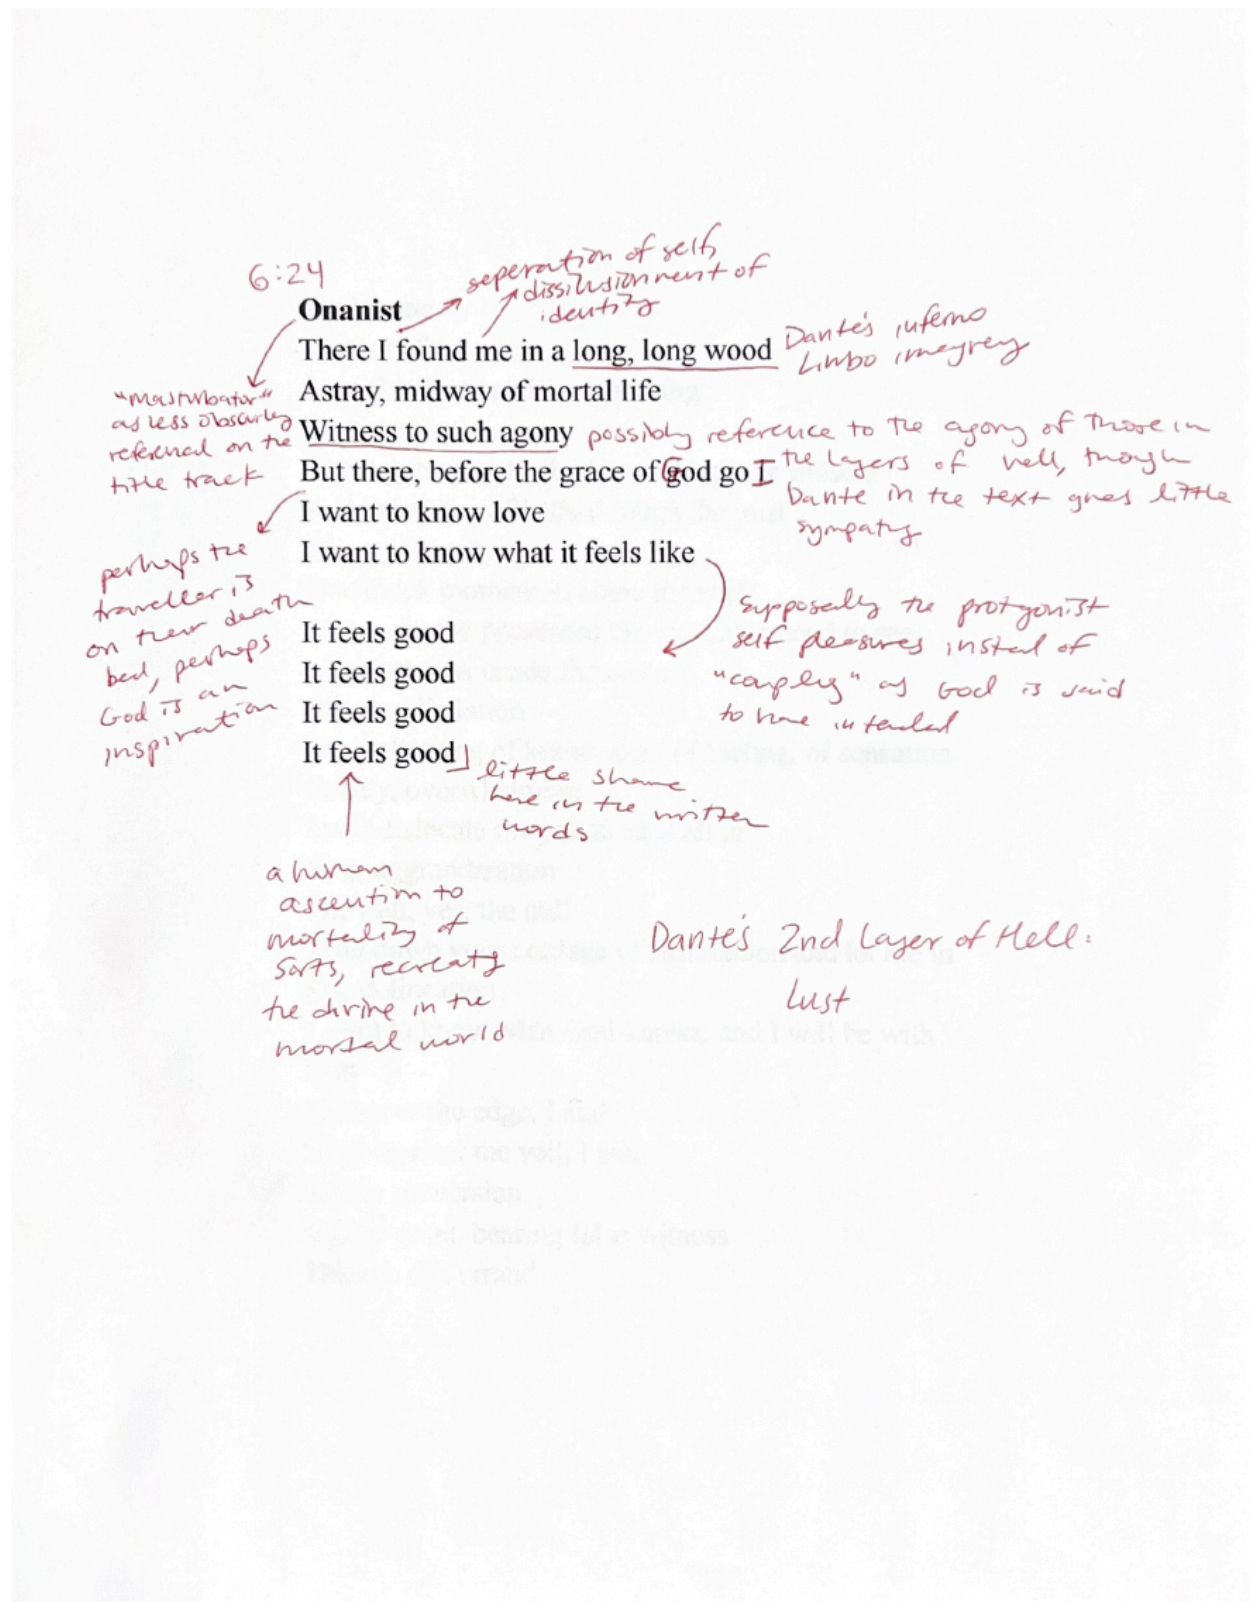 6:24
seperation of self,
dissilusionment of
identity
Onanist
There I found me in a long, long wood
Dante's inferno
Limbo imagrey
Astray, midway of mortal life
"masturbator"
as less obscurley
referenced on the
title track
Witness to such agony
possibly reference to the agony of those in
the layers of hell, though
Dante in the text gives little
sympathy
But there, before the grace of God go I
I want to know love
I want to know what it feels like
perhaps the
traveller is
on their death
bed, perhaps
God is an
inspiration
supposedly the protgonist
self pleasures instead of
"coupley" as God is said
to have intended
It feels good
It feels good
It feels good
It feels good
little shame
here in the written
words
a human
ascention to
mortality of
sorts, recreatg
the divine in the
mortal world
Dante's 2nd Layer of Hell:
Lust